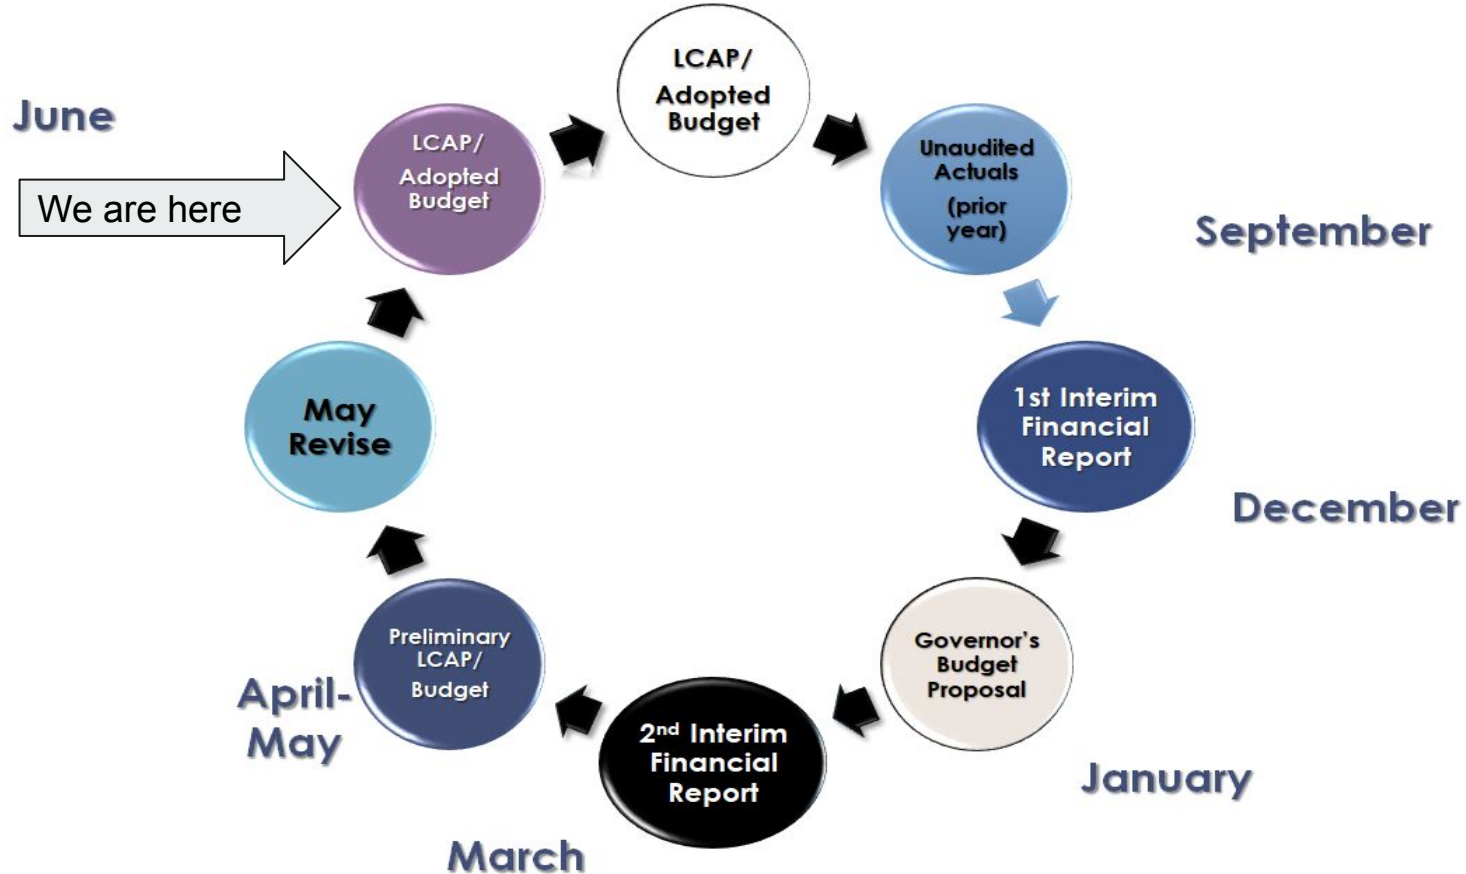 LCAP/
Adopted
Budget
Unaudited
Actuals
(prior
year)
September
1st Interim
Financial
Report
December
Governor's
Budget
Proposal
January
2nd Interim
Financial
Report
March
Preliminary
LCAP/
Budget
April-
May
May
Revise
June
We are here
LCAP/
Adopted
Budget